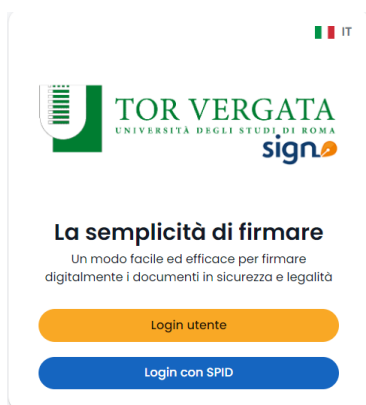 IT
TOR VERGATA
UNIVERSITÀ DEGLI STUDI DI ROMA
sign
La semplicità di firmare
Un modo facile ed efficace per firmare
digitalmente i documenti in sicurezza e legalità
Login utente
Login con SPID